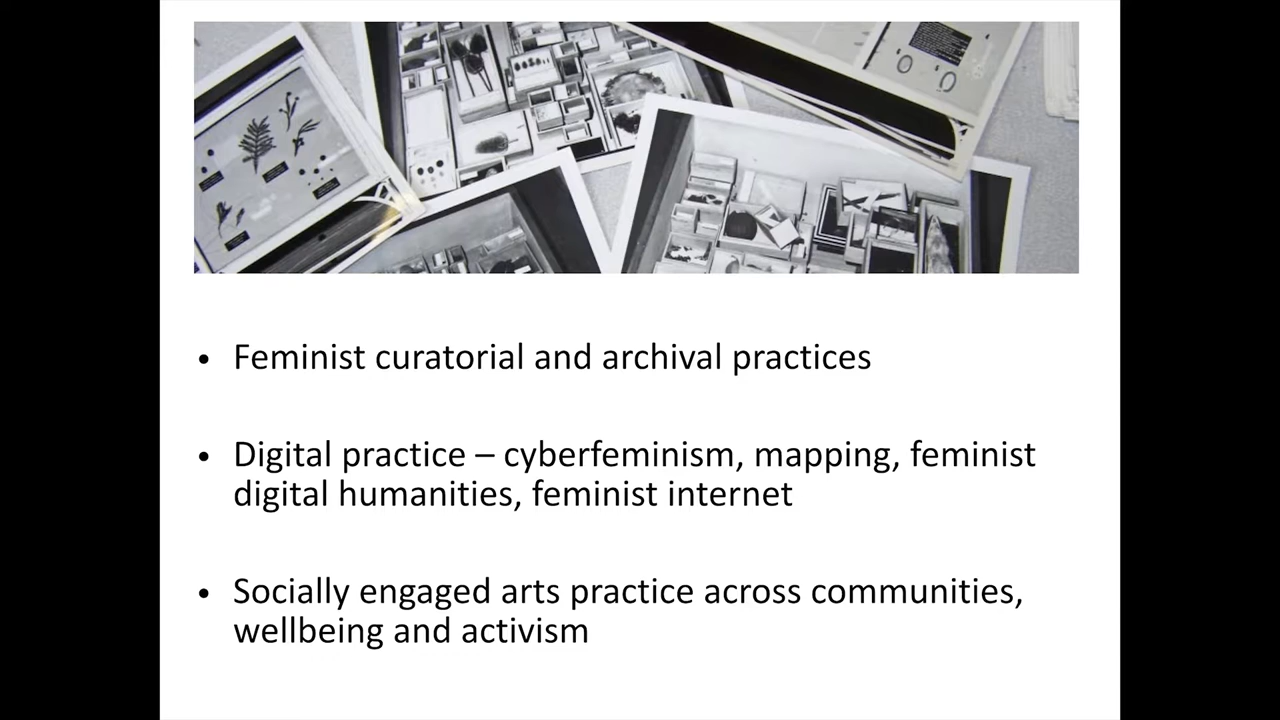 • Feminist curatorial and archival practices
• Digital practice – cyberfeminism, mapping, feminist
digital humanities, feminist internet
• Socially engaged arts practice across communities,
wellbeing and activism